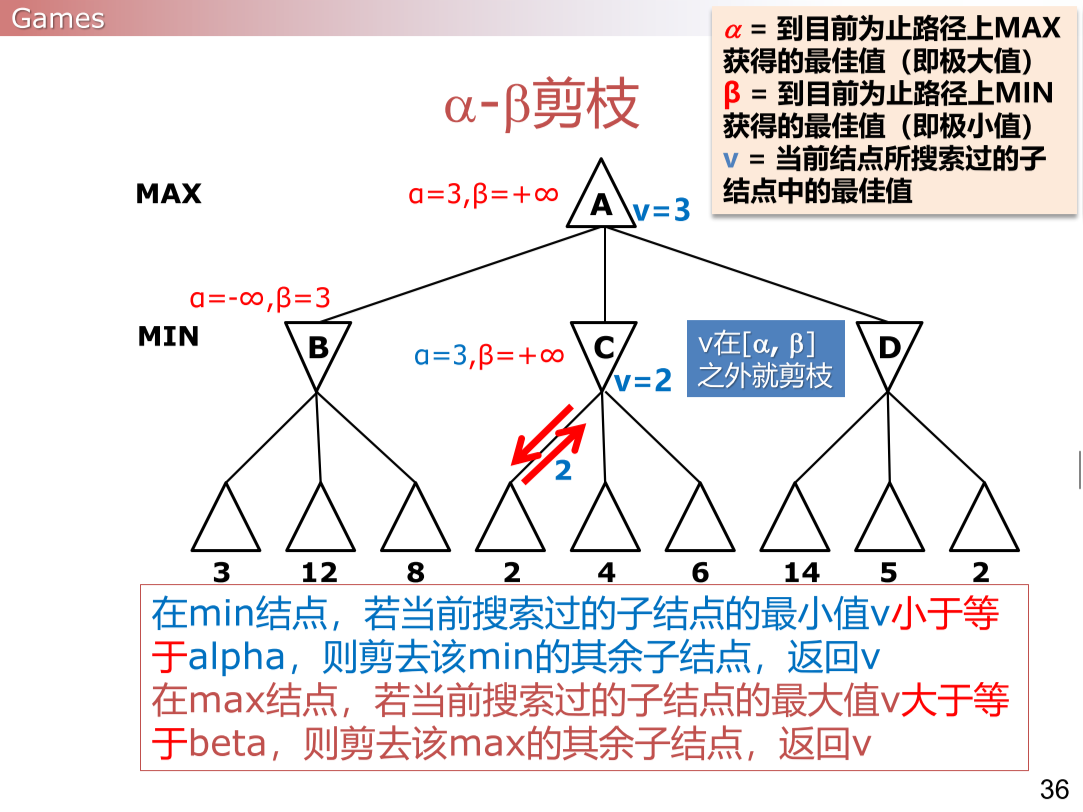 Games
α = 到目前为止路径上MAX
获得的最佳值（即极大值）
β = 到目前为止路径上MIN
获得的最佳值（即极小值）
v = 当前结点所搜索过的子
结点中的最佳值
α-β剪枝
MAX
α=3,β=+∞
A
v=3
α=-∞,β=3
MIN
B
α=3,β=+∞
C
v=2
v在[α, β]
之外就剪枝
D
2
3 12 8 2 4 6 14 5 2
在min结点，若当前搜索过的子结点的最小值v小于等
于alpha，则剪去该min的其余子结点，返回v
在max结点，若当前搜索过的子结点的最大值v大于等
于beta，则剪去该max的其余子结点，返回v
36